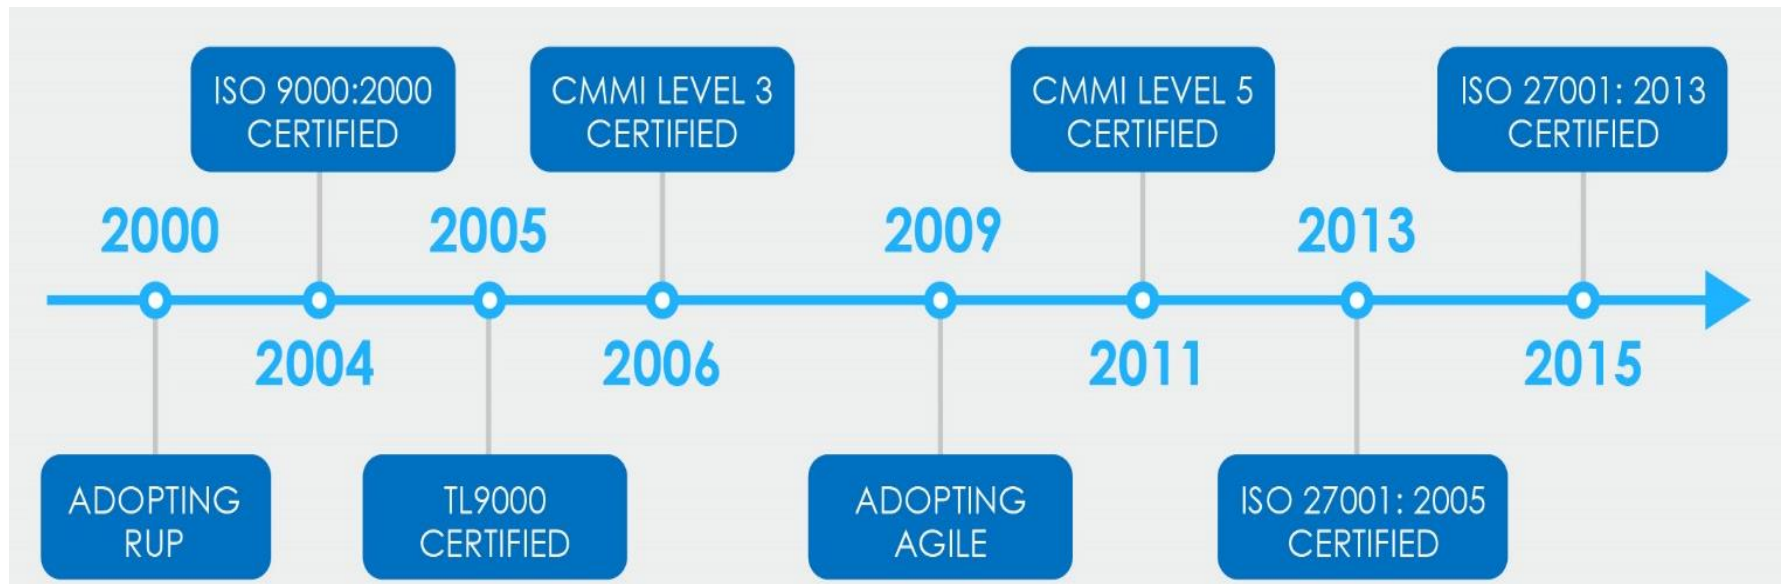 ISO 9000:2000
CERTIFIED
CMMI LEVEL 3
CERTIFIED
CMMI LEVEL 5
CERTIFIED
ISO 27001: 2013
CERTIFIED
2000
2005
2009
2013
2004
2006
2011
2015
ADOPTING
RUP
TL9000
CERTIFIED
ADOPTING
AGILE
ISO 27001: 2005
CERTIFIED